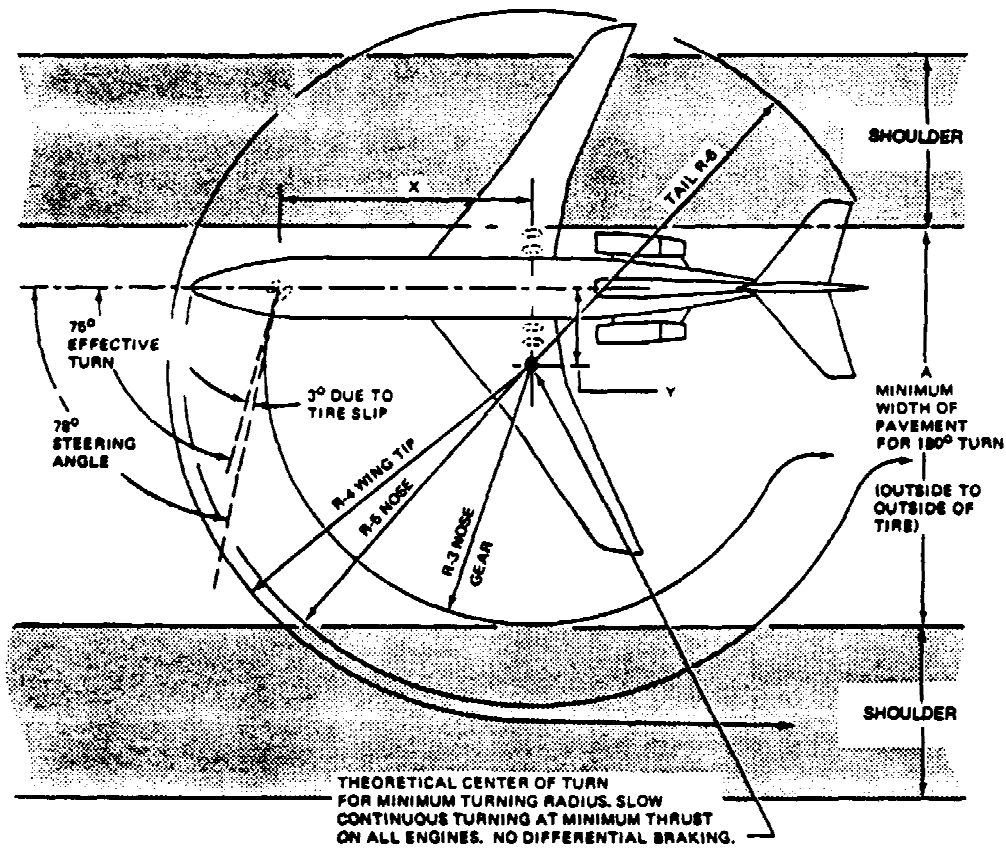 SHOULDER
X
TAIL R-6
75°
EFFECTIVE
TURN
3° DUE TO
TIRE SLIP
Y
A
MINIMUM
WIDTH OF
PAVEMENT
FOR 180° TURN
(OUTSIDE TO
OUTSIDE OF
TIRE)
78°
STEERING
ANGLE
R-4 WING TIP
R-5 NOSE
R-3 NOSE
GEAR
SHOULDER
THEORETICAL CENTER OF TURN
FOR MINIMUM TURNING RADIUS. SLOW
CONTINUOUS TURNING AT MINIMUM THRUST
ON ALL ENGINES. NO DIFFERENTIAL BRAKING.